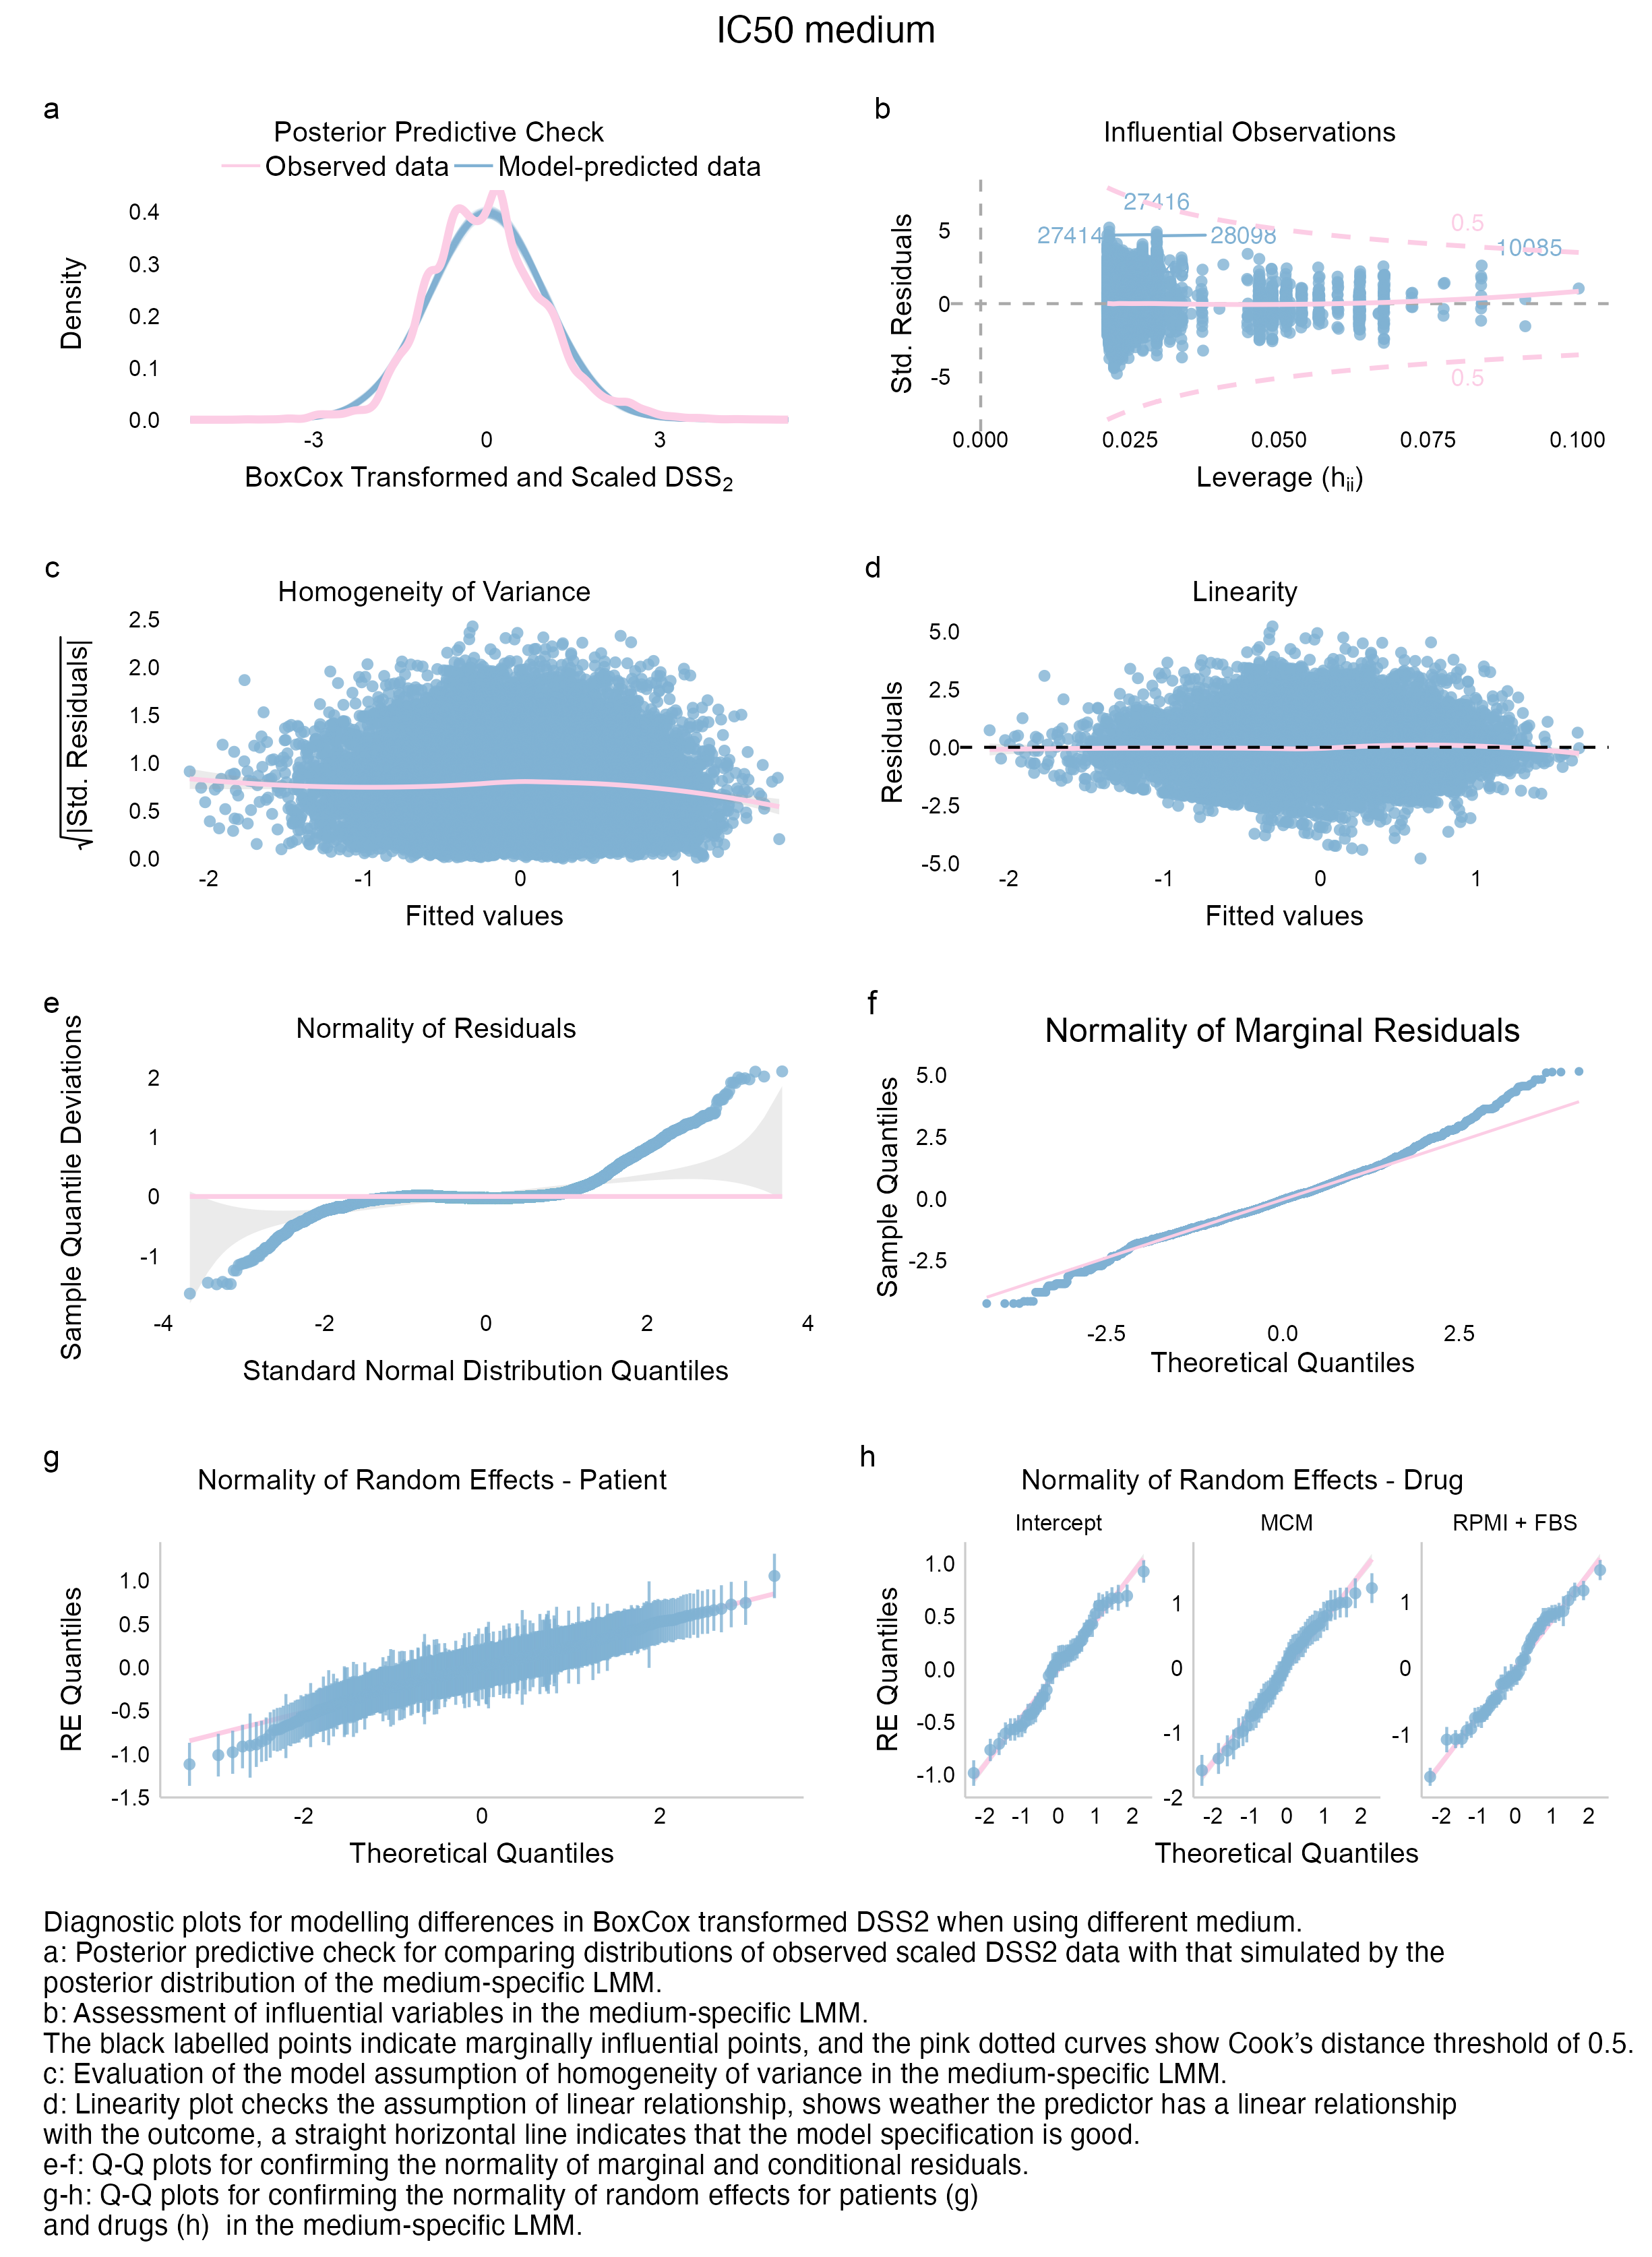 IC50 medium
a
Posterior Predictive Check
Observed data
Model-predicted data
Density
0.4
0.3
0.2
0.1
0.0
-3
0
3
BoxCox Transformed and Scaled DSS2
b
Influential Observations
Std. Residuals
5
0
-5
27416
27414
28098
10085
0.5
0.5
0.000
0.025
0.050
0.075
0.100
Leverage (hii)
c
Homogeneity of Variance
√|Std. Residuals|
2.5
2.0
1.5
1.0
0.5
0.0
-2
-1
0
1
Fitted values
d
Linearity
Residuals
5.0
2.5
0.0
-2.5
-5.0
-2
-1
0
1
Fitted values
e
Normality of Residuals
Sample Quantile Deviations
2
1
0
-1
-4
-2
0
2
4
Standard Normal Distribution Quantiles
f
Normality of Marginal Residuals
Sample Quantiles
5.0
2.5
0.0
-2.5
-2.5
0.0
2.5
Theoretical Quantiles
g
Normality of Random Effects - Patient
RE Quantiles
1.0
0.5
0.0
-0.5
-1.0
-1.5
-2
0
2
Theoretical Quantiles
h
Normality of Random Effects - Drug
Intercept
MCM
RPMI + FBS
RE Quantiles
1.0
0.5
0.0
-0.5
-1.0
-2 -1 0 1 2
1
0
-1
-2
-2 -1 0 1 2
1
0
-1
-2 -1 0 1 2
Theoretical Quantiles
Diagnostic plots for modelling differences in BoxCox transformed DSS2 when using different medium.
a: Posterior predictive check for comparing distributions of observed scaled DSS2 data with that simulated by the
posterior distribution of the medium-specific LMM.
b: Assessment of influential variables in the medium-specific LMM.
The black labelled points indicate marginally influential points, and the pink dotted curves show Cook’s distance threshold of 0.5.
c: Evaluation of the model assumption of homogeneity of variance in the medium-specific LMM.
d: Linearity plot checks the assumption of linear relationship, shows weather the predictor has a linear relationship
with the outcome, a straight horizontal line indicates that the model specification is good.
e-f: Q-Q plots for confirming the normality of marginal and conditional residuals.
g-h: Q-Q plots for confirming the normality of random effects for patients (g)
and drugs (h)  in the medium-specific LMM.